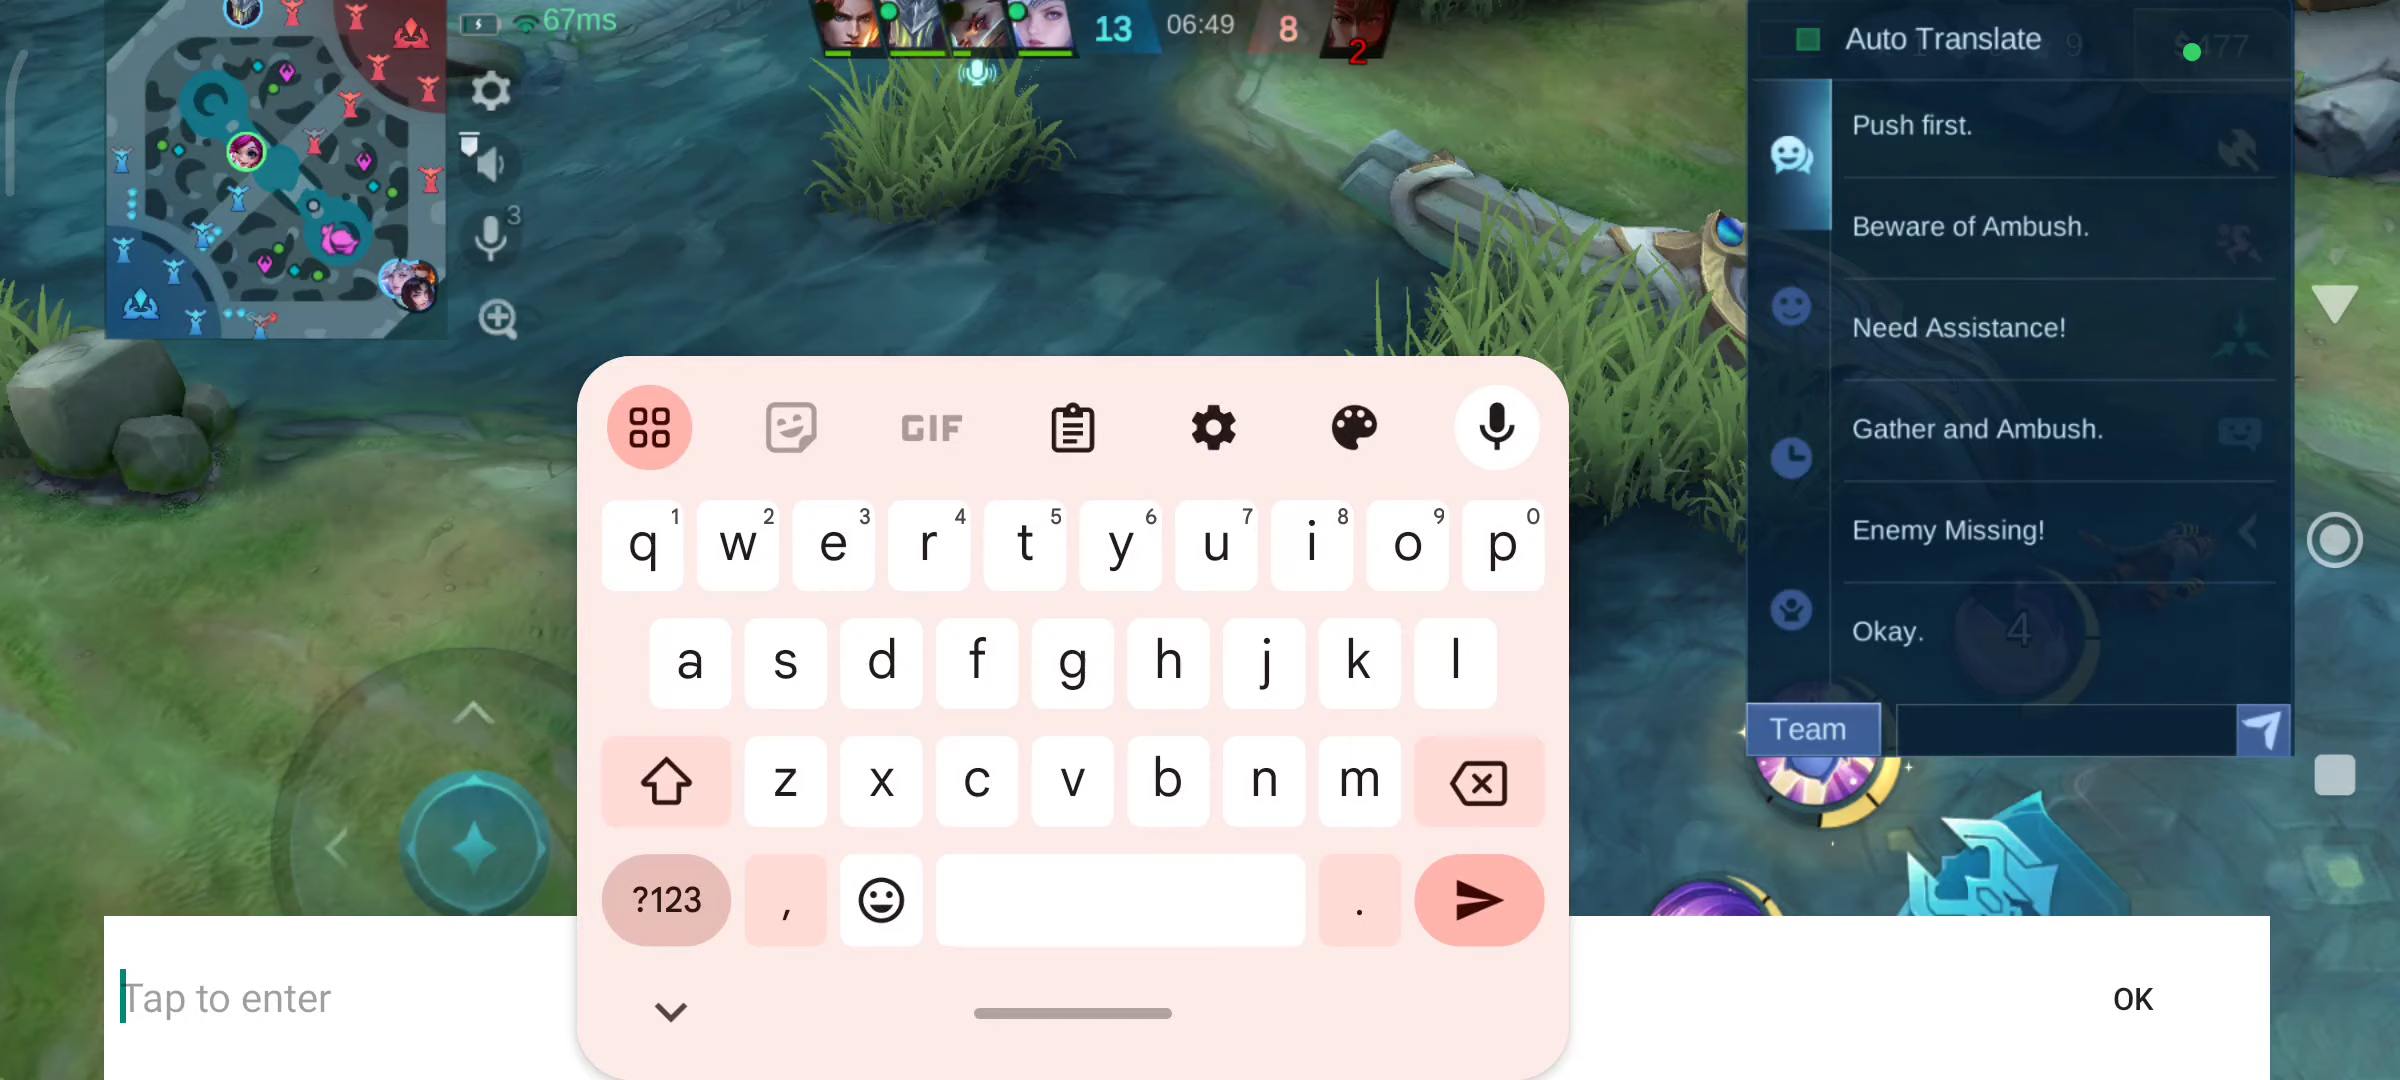 67ms
13
06:49
8
2
3
Auto Translate
Push first.
Beware of Ambush.
Need Assistance!
Gather and Ambush.
Enemy Missing!
Okay.
4
Team
GIF
q 1 w 2 e 3 r 4 t 5 y 6 u 7 i 8 o 9 p 0
a s d f g h j k l
z x c v b n m
?123 , .
Tap to enter
OK